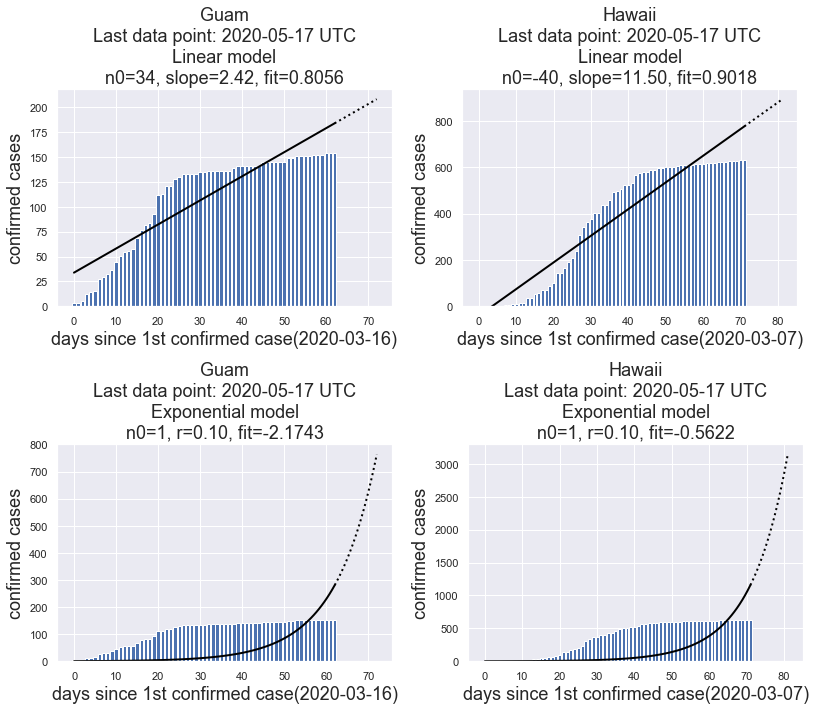 Guam
Last data point: 2020-05-17 UTC
Linear model
n0=34, slope=2.42, fit=0.8056
confirmed cases
200
175
150
125
100
75
50
25
0
0 10 20 30 40 50 60 70
days since 1st confirmed case(2020-03-16)
Hawaii
Last data point: 2020-05-17 UTC
Linear model
n0=-40, slope=11.50, fit=0.9018
confirmed cases
800
600
400
200
0
0 10 20 30 40 50 60 70 80
days since 1st confirmed case(2020-03-07)
Guam
Last data point: 2020-05-17 UTC
Exponential model
n0=1, r=0.10, fit=-2.1743
confirmed cases
800
700
600
500
400
300
200
100
0
0 10 20 30 40 50 60 70
days since 1st confirmed case(2020-03-16)
Hawaii
Last data point: 2020-05-17 UTC
Exponential model
n0=1, r=0.10, fit=-0.5622
confirmed cases
3000
2500
2000
1500
1000
500
0
0 10 20 30 40 50 60 70 80
days since 1st confirmed case(2020-03-07)